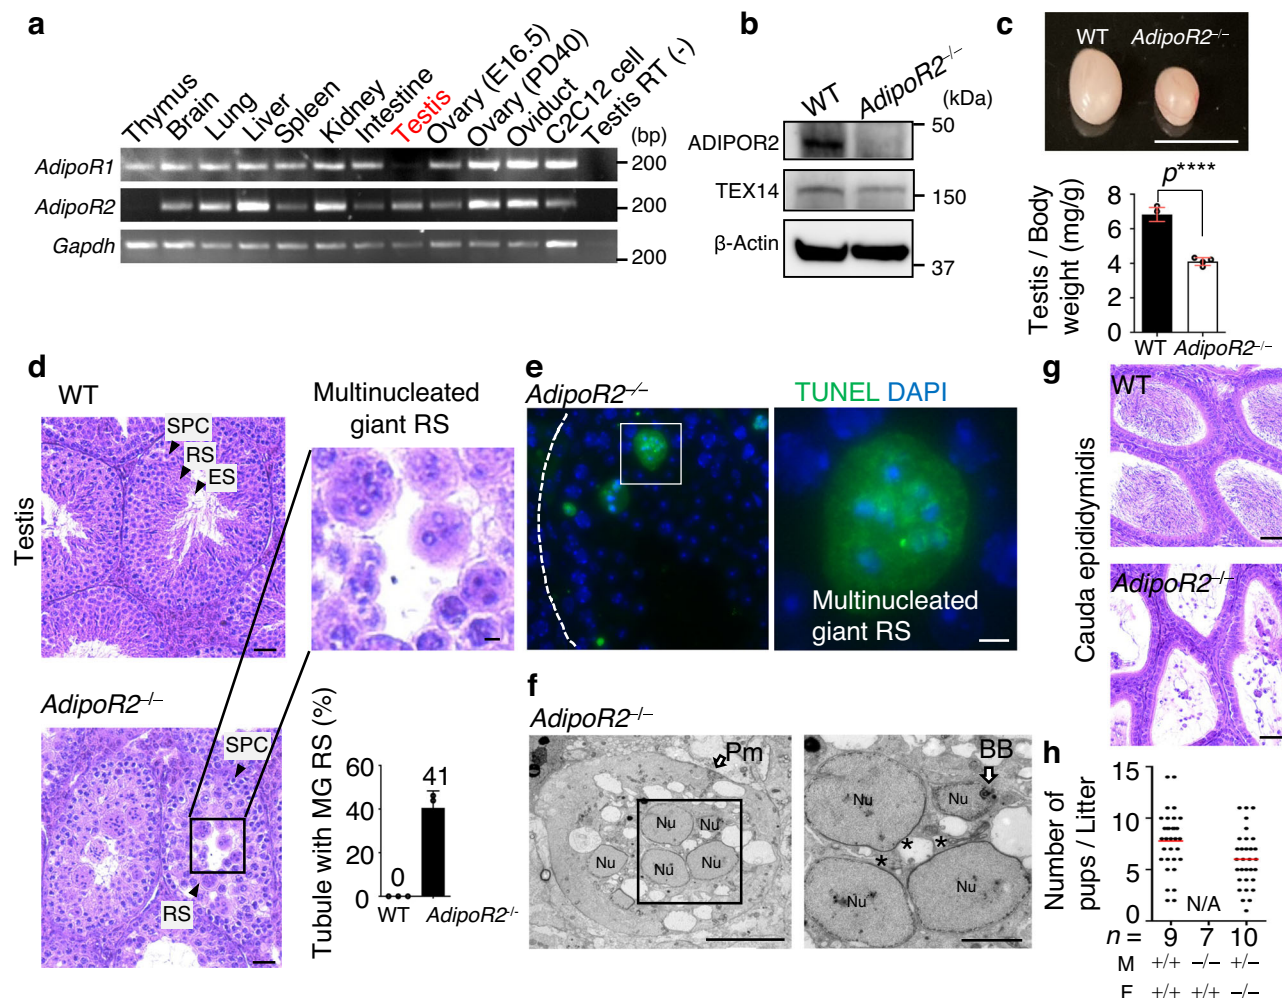 a
Thymus
Brain
Lung
Liver
Spleen
Kidney
Intestine
Testis
Ovary (E16.5)
Ovary (PD40)
Oviduct
C2C12 cell
Testis RT (-)
(bp)
AdipoR1
200
AdipoR2
200
Gapdh
200
b
WT
AdipoR2–/–
(kDa)
ADIPOR2
50
TEX14
150
β-Actin
37
c
WT
AdipoR2–/–
p****
Testis / Body
weight (mg/g)
8
6
4
2
0
WT
AdipoR2–/–
d
WT
Multinucleated
giant RS
Testis
SPC
RS
ES
AdipoR2–/–
SPC
RS
Tubule with MG RS (%)
60
40
20
0
0
41
WT
AdipoR2-/-
e
AdipoR2–/–
TUNEL DAPI
Multinucleated
giant RS
f
AdipoR2–/–
Pm
Nu
Nu
Nu
Nu
Nu
BB
Nu
Nu
*
*
*
Nu
Nu
g
WT
Cauda epididymidis
AdipoR2–/–
h
Number of
pups / Litter
15
10
5
0
N/A
n = 9 7 10
M +/+ –/– +/–
F +/+ +/+ –/–